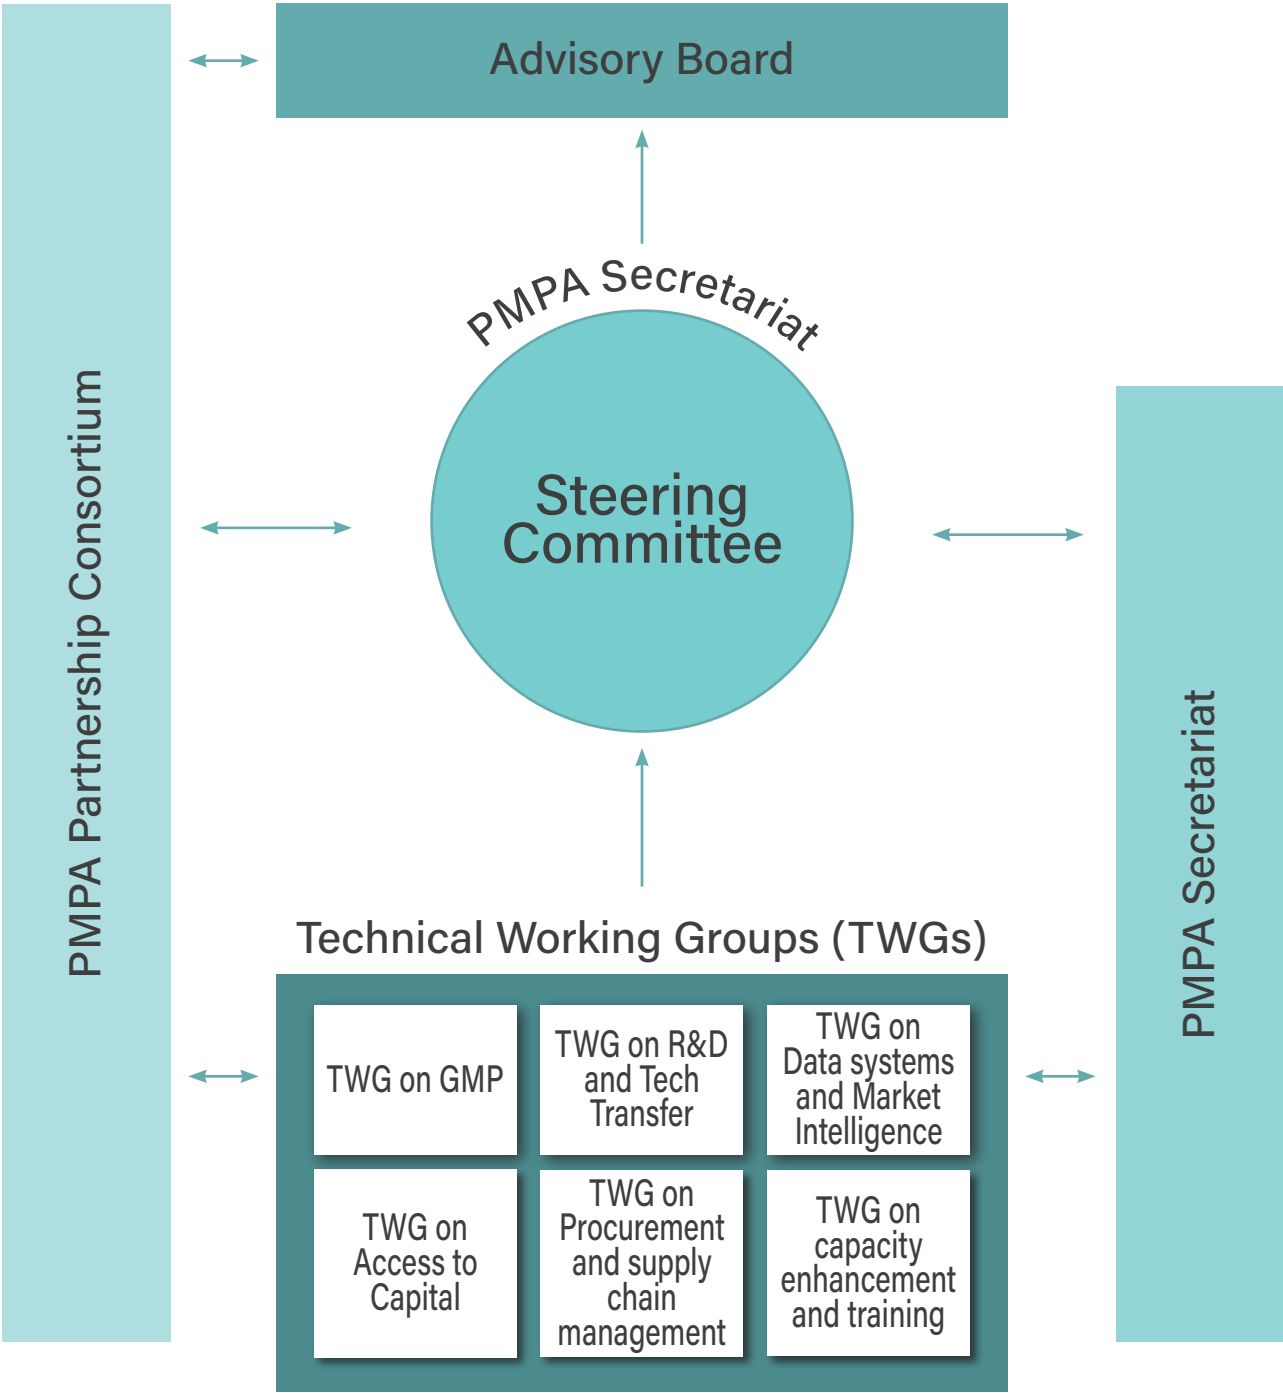 Advisory Board
PMPA Secretariat
Steering
Committee
PMPA Partnership Consortium
PMPA Secretariat
Technical Working Groups (TWGs)
TWG on GMP
TWG on R&D
and Tech
Transfer
TWG on
Data systems
and Market
Intelligence
TWG on
Access to
Capital
TWG on
Procurement
and supply
chain
management
TWG on
capacity
enhancement
and training